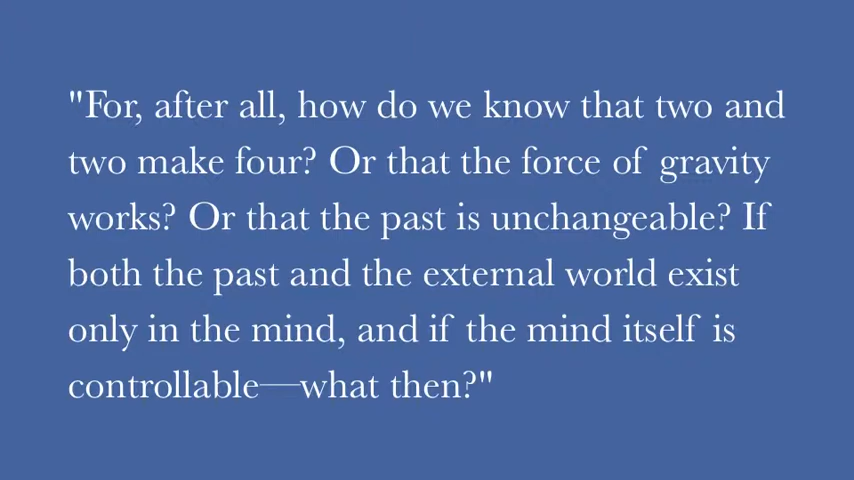 "For, after all, how do we know that two and
two make four? Or that the force of gravity
works? Or that the past is unchangeable? If
both the past and the external world exist
only in the mind, and if the mind itself is
controllable—what then?"